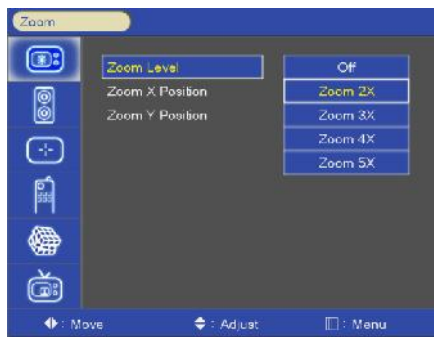 Zoom
Zoom Level Off
Zoom X Position Zoom 2X
Zoom Y Position Zoom 3X
Zoom 4X
Zoom 5X
: Move : Adjust : Menu